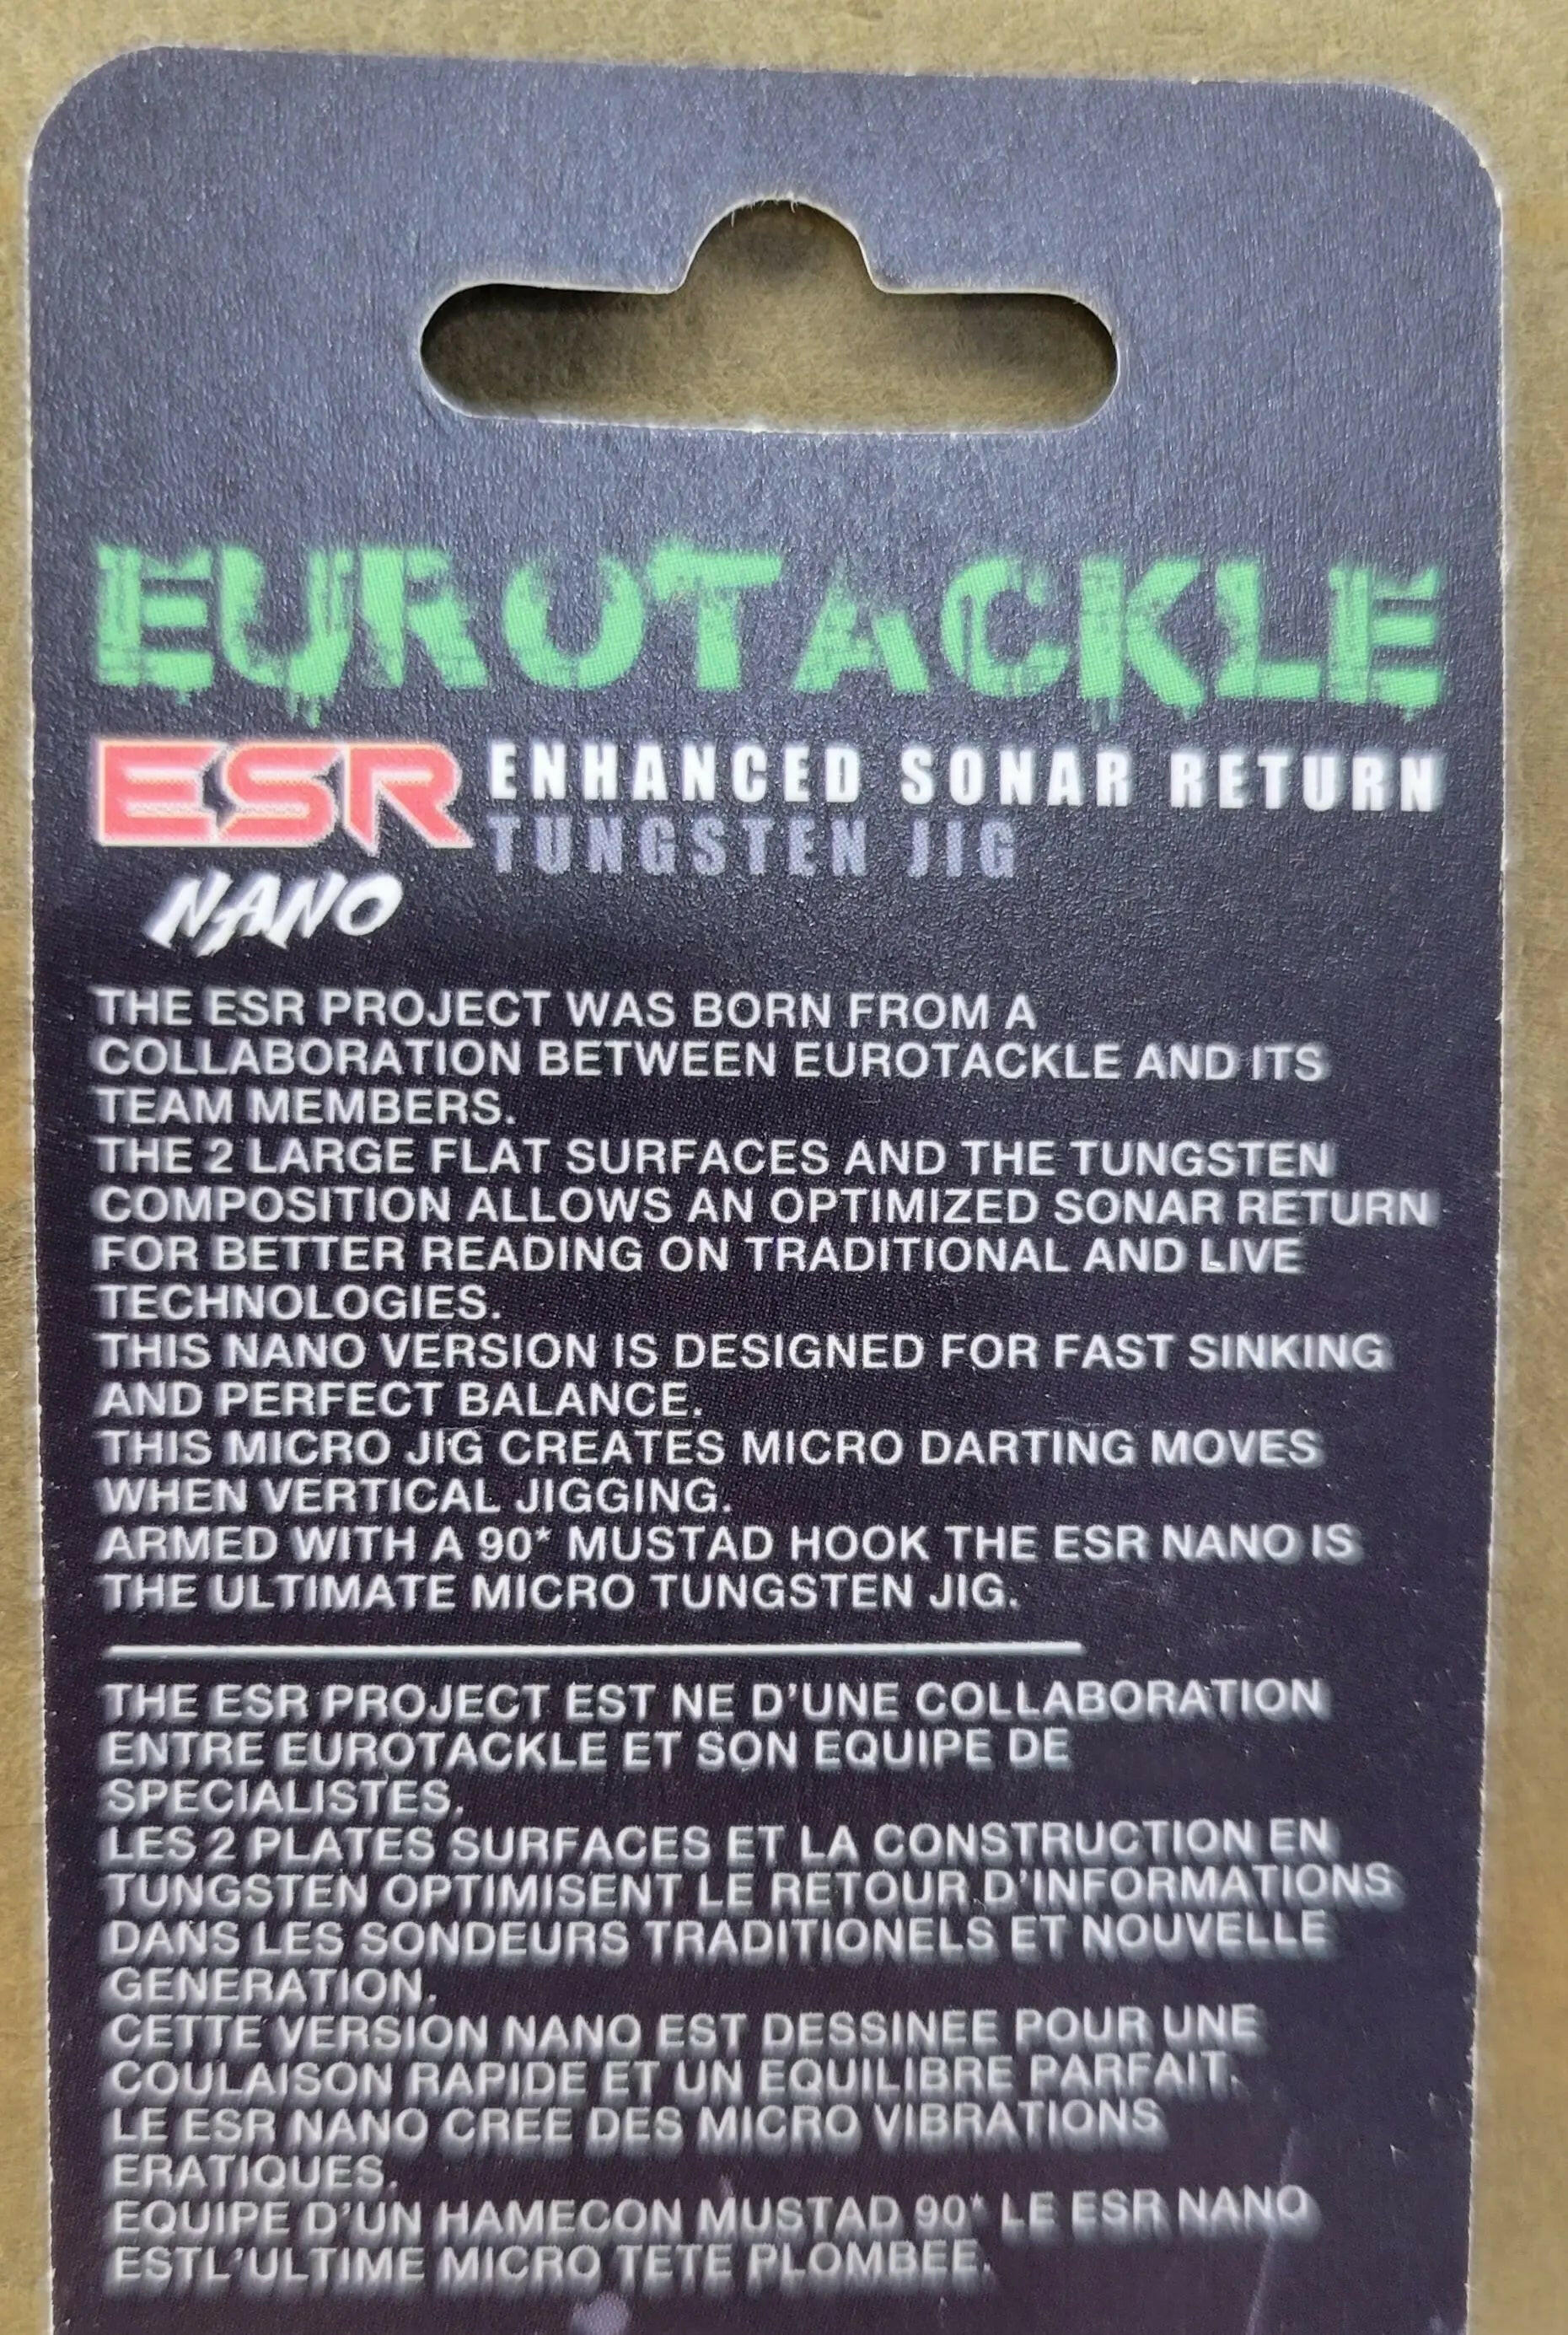 EUROTACKLE
ESR ENHANCED SONAR RETURN
TUNGSTEN JIG
NANO
THE ESR PROJECT WAS BORN FROM A
COLLABORATION BETWEEN EUROTACKLE AND ITS
TEAM MEMBERS.
THE 2 LARGE FLAT SURFACES AND THE TUNGSTEN
COMPOSITION ALLOWS AN OPTIMIZED SONAR RETURN
FOR BETTER READING ON TRADITIONAL AND LIVE
TECHNOLOGIES.
THIS NANO VERSION IS DESIGNED FOR FAST SINKING
AND PERFECT BALANCE.
THIS MICRO JIG CREATES MICRO DARTING MOVES
WHEN VERTICAL JIGGING.
ARMED WITH A 90* MUSTAD HOOK THE ESR NANO IS
THE ULTIMATE MICRO TUNGSTEN JIG.
THE ESR PROJECT EST NE D'UNE COLLABORATION
ENTRE EUROTACKLE ET SON EQUIPE DE
SPECIALISTES.
LES 2 PLATES SURFACES ET LA CONSTRUCTION EN
TUNGSTEN OPTIMISENT LE RETOUR D'INFORMATIONS
DANS LES SONDEURS TRADITIONELS ET NOUVELLE
GENERATION.
CETTE VERSION NANO EST DESSINEE POUR UNE
COULAISON RAPIDE ET UN EQUILIBRE PARFAIT.
LE ESR NANO CREE DES MICRO VIBRATIONS
ERATIQUES.
EQUIPE D'UN HAMECON MUSTAD 90* LE ESR NANO
ESTL'ULTIME MICRO TETE PLOMBEE.